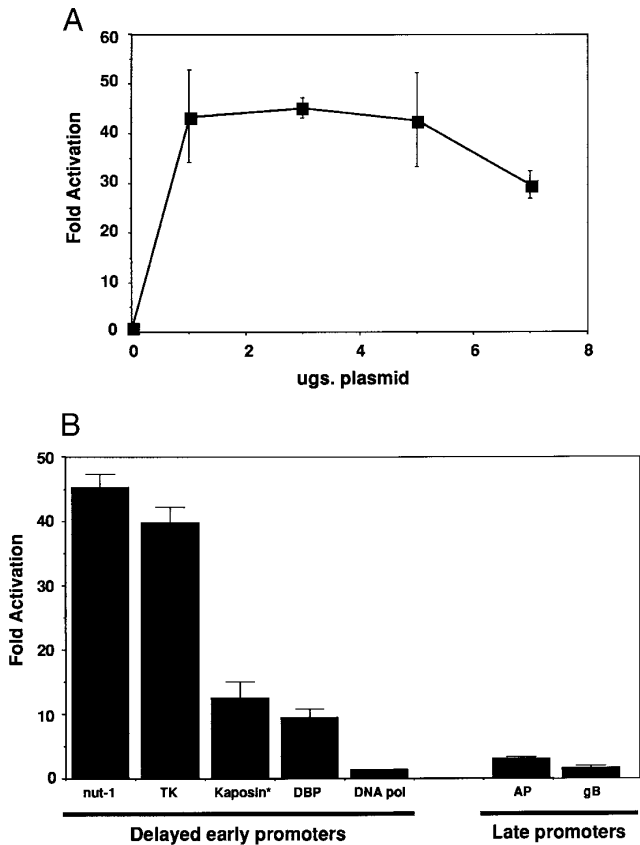 A
60
50
40
30
20
10
0
Fold Activation
0 2 4 6 8
ugs. plasmid
B
50
40
30
20
10
0
Fold Activation
nut-1 TK Kaposin* DBP DNA pol AP gB
Delayed early promoters Late promoters